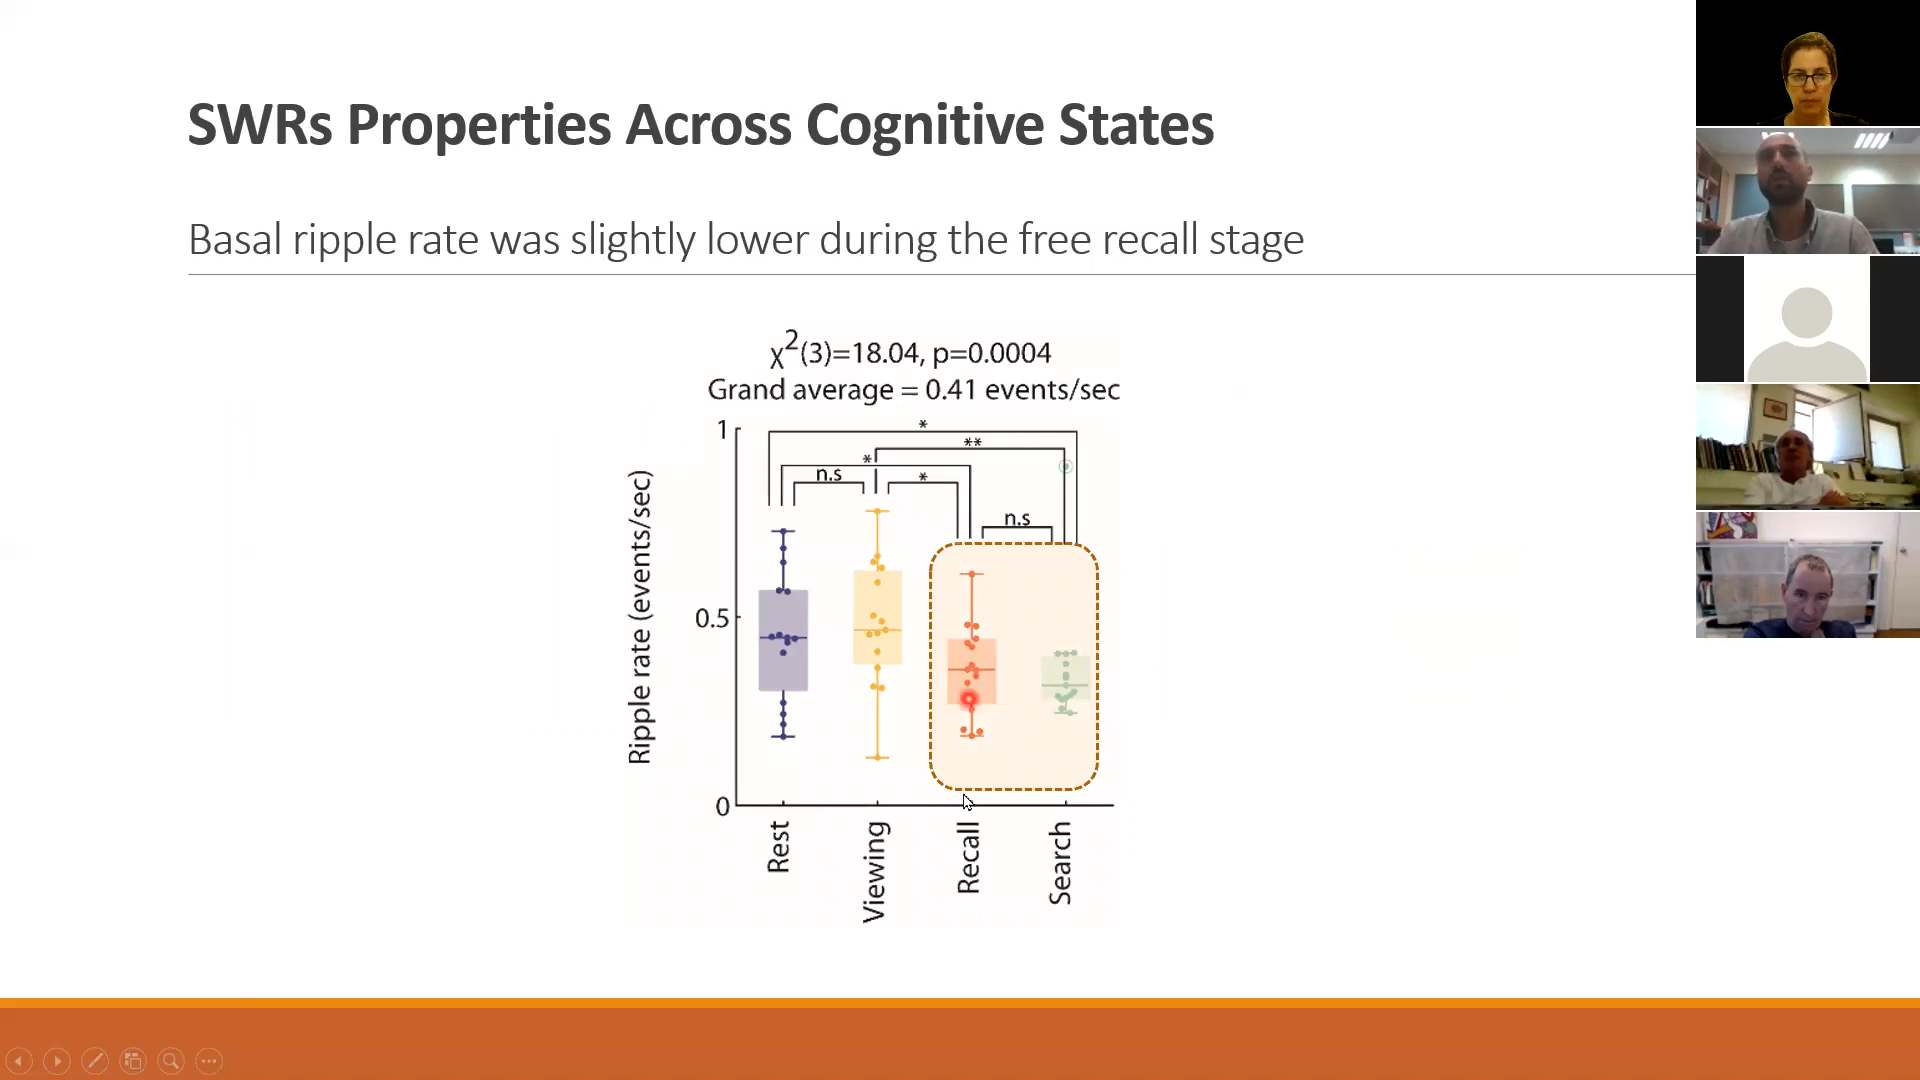 SWRs Properties Across Cognitive States
Basal ripple rate was slightly lower during the free recall stage
χ2(3)=18.04, p=0.0004
Grand average = 0.41 events/sec
*
**
*
n.s
*
n.s
1
0.5
0
Ripple rate (events/sec)
Rest
Viewing
Recall
Search